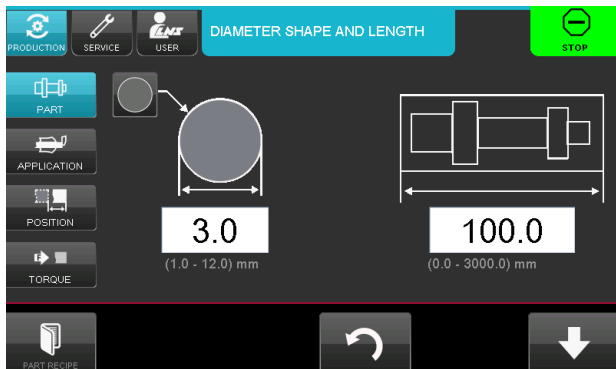 PRODUCTION
SERVICE
LNS
USER
DIAMETER SHAPE AND LENGTH
STOP
PART
APPLICATION
POSITION
TORQUE
3.0
(1.0 - 12.0) mm
100.0
(0.0 - 3000.0) mm
PART RECIPE